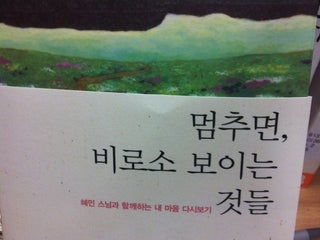 멈추면,
비로소 보이는
것들
혜민 스님과 함께하는 내 마음 다시보기